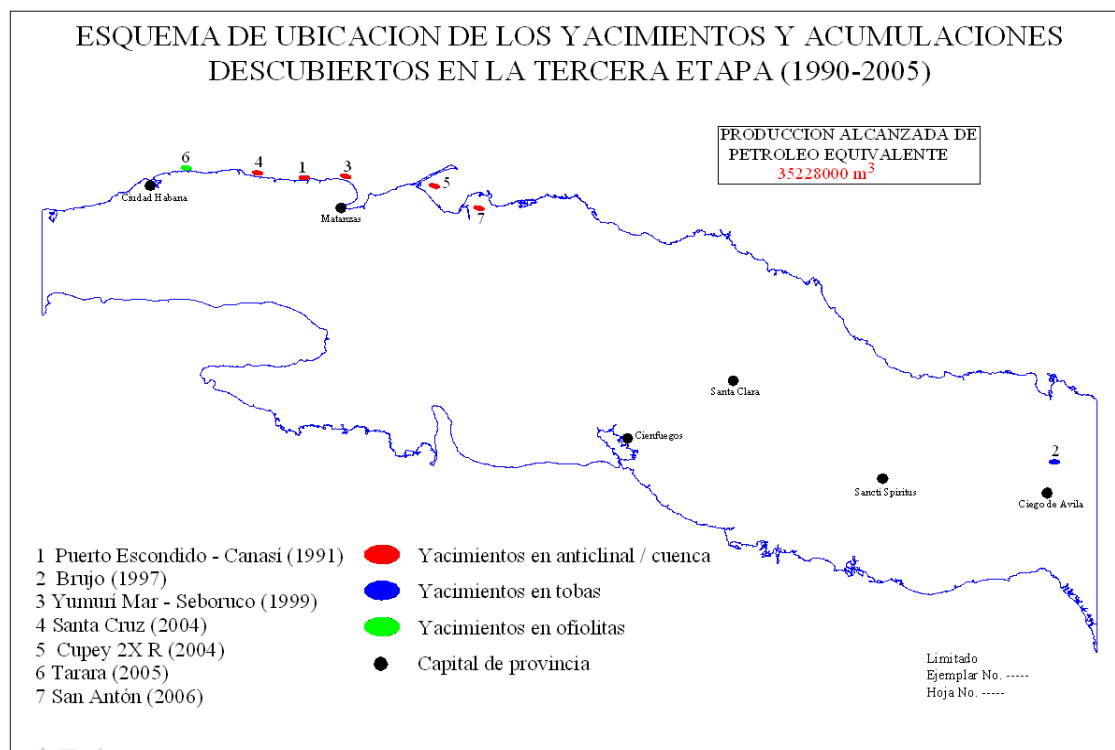 ESQUEMA DE UBICACION DE LOS YACIMIENTOS Y ACUMULACIONES
DESCUBIERTOS EN LA TERCERA ETAPA (1990-2005)
PRODUCCION ALCANZADA DE
PETROLEO EQUIVALENTE
35228000 m³
6
4
1
3
5
7
Ciudad Habana
Matanzas
Santa Clara
Cienfuegos
2
Sancti Spiritus
Ciego de Avila
1 Puerto Escondido - Canasí (1991)
2 Brujo (1997)
3 Yumurí Mar - Seboruco (1999)
4 Santa Cruz (2004)
5 Cupey 2X R (2004)
6 Tarara (2005)
7 San Antón (2006)
Yacimientos en anticlinal / cuenca
Yacimientos en tobas
Yacimientos en ofiolitas
Capital de provincia
Limitado
Ejemplar No. -----
Hoja No. -----